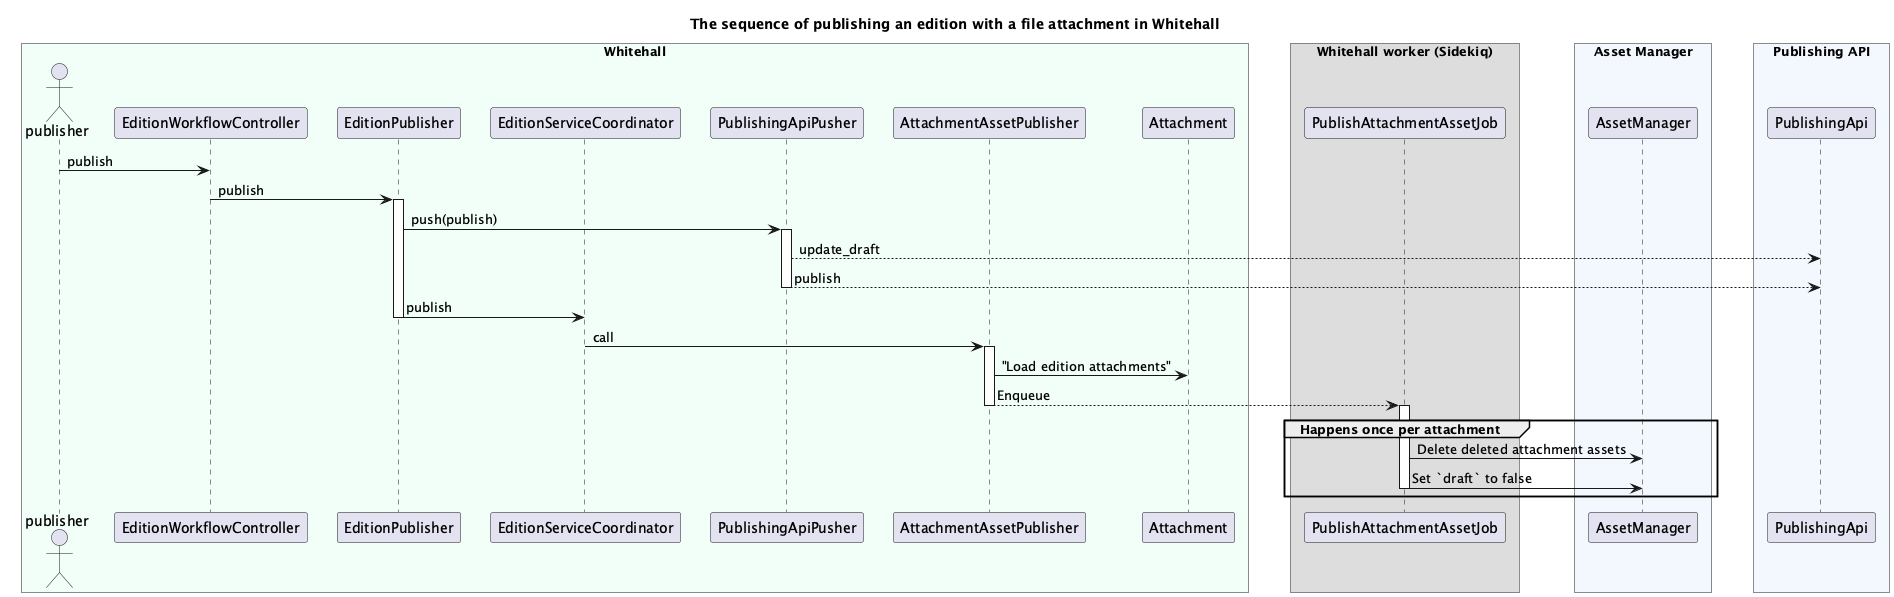 The sequence of publishing an edition with a file attachment in Whitehall
Whitehall
Whitehall worker (Sidekiq)
Asset Manager
Publishing API
publisher
EditionWorkflowController
EditionPublisher
EditionServiceCoordinator
PublishingApiPusher
AttachmentAssetPublisher
Attachment
PublishAttachmentAssetJob
AssetManager
PublishingApi
publish
publish
push(publish)
update_draft
publish
publish
call
"Load edition attachments"
Enqueue
Happens once per attachment
Delete deleted attachment assets
Set `draft` to false
publisher
EditionWorkflowController
EditionPublisher
EditionServiceCoordinator
PublishingApiPusher
AttachmentAssetPublisher
Attachment
PublishAttachmentAssetJob
AssetManager
PublishingApi